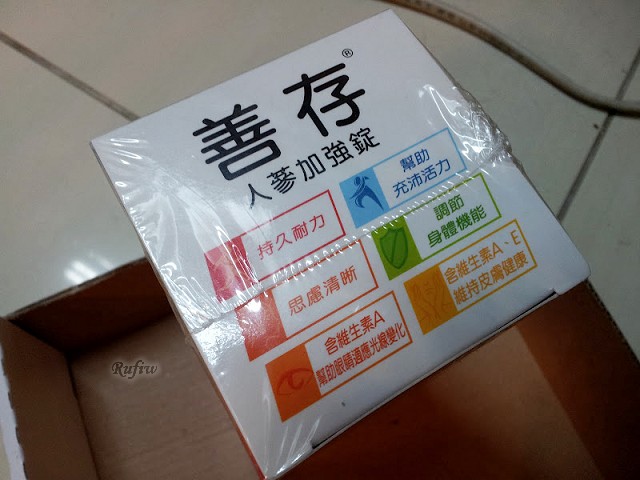 善存®
人蔘加強錠
持久耐力
幫助
充沛活力
思慮清晰
調節
身體機能
含維生素A
幫助眼睛適應光線變化
含維生素A、E
維持皮膚健康
Rufiw